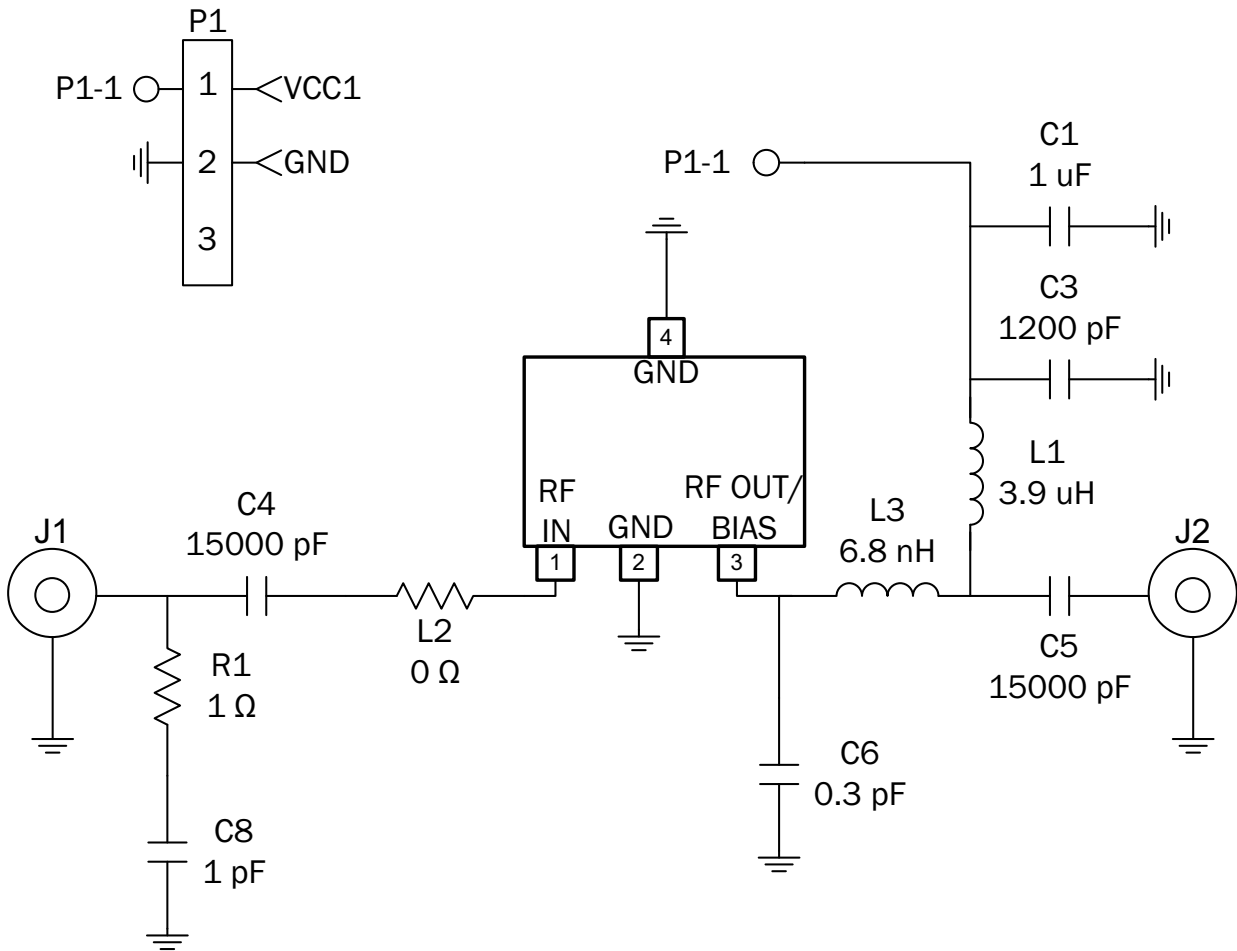 P1
P1-1
1
VCC1
2
GND
3
P1-1
C1
1 uF
C3
1200 pF
4
GND
RF
IN
GND
RF OUT/
BIAS
1
2
3
L1
3.9 uH
L3
6.8 nH
J1
C4
15000 pF
L2
0 Ω
R1
1 Ω
C8
1 pF
C6
0.3 pF
C5
15000 pF
J2